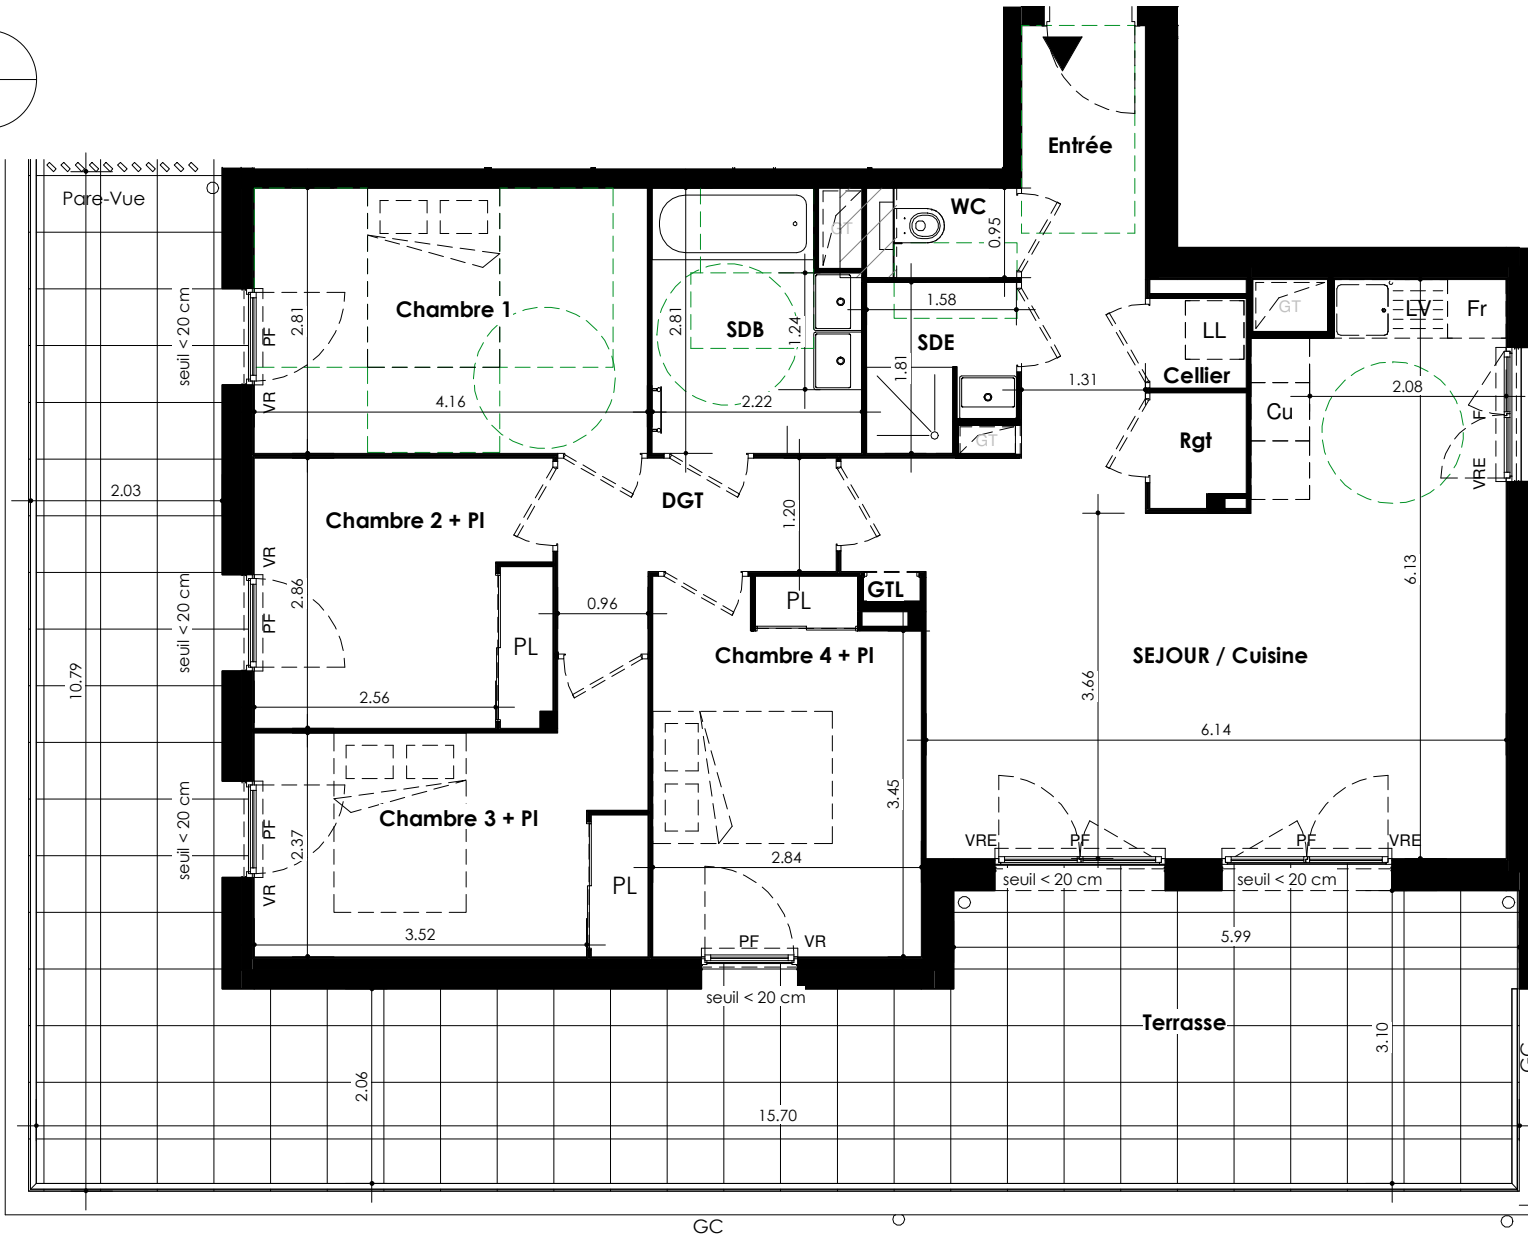 Entrée
Pare-Vue
WC
0.95
GT
Chambre 1
2.81
seuil < 20 cm
PF
VR
4.16
SDB
2.81
1.24
2.22
1.58
SDE
1.81
GT
1.31
LL
Cellier
Rgt
GT
LV
Fr
Cu
2.08
F
VRE
2.03
Chambre 2 + Pl
DGT
1.20
VR
2.86
seuil < 20 cm
PF
0.96
PL
2.56
PL
GTL
Chambre 4 + Pl
SEJOUR / Cuisine
6.13
3.66
6.14
10.79
seuil < 20 cm
PF
VR
2.37
Chambre 3 + Pl
PL
3.52
3.45
2.84
PF
VR
seuil < 20 cm
VRE
PF
seuil < 20 cm
PF
VRE
seuil < 20 cm
5.99
Terrasse
3.10
GC
2.06
15.70
GC